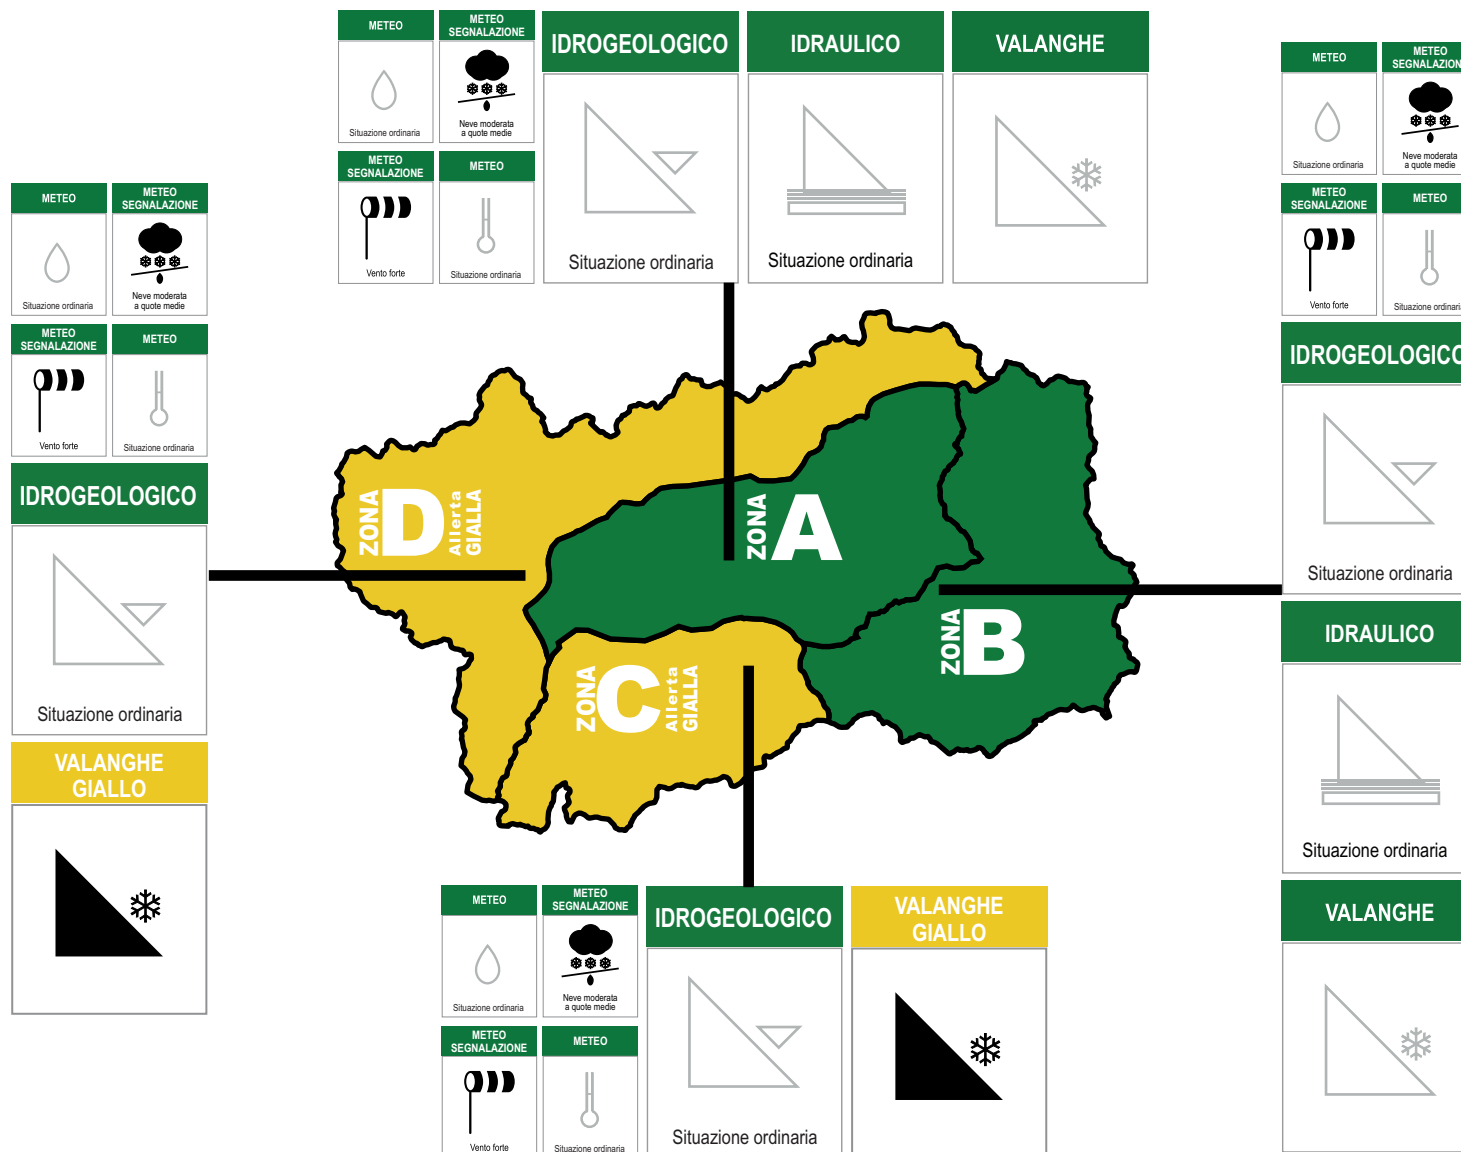 METEO
Situazione ordinaria
METEO
SEGNALAZIONE
Neve moderata
a quote medie
METEO
SEGNALAZIONE
Vento forte
METEO
Situazione ordinaria
IDROGEOLOGICO
Situazione ordinaria
IDRAULICO
Situazione ordinaria
VALANGHE
METEO
Situazione ordinaria
METEO
SEGNALAZIONE
Neve moderata
a quote medie
METEO
SEGNALAZIONE
Vento forte
METEO
Situazione ordinaria
IDROGEOLOGICO
Situazione ordinaria
VALANGHE
GIALLO
ZONA
D
Allerta
GIALLA
ZONA
A
ZONA
B
ZONA
C
Allerta
GIALLA
METEO
Situazione ordinaria
METEO
SEGNALAZION
Neve moderata
a quote medie
METEO
SEGNALAZIONE
Vento forte
METEO
Situazione ordinaria
IDROGEOLOGICO
Situazione ordinaria
IDRAULICO
Situazione ordinaria
VALANGHE
METEO
Situazione ordinaria
METEO
SEGNALAZIONE
Neve moderata
a quote medie
METEO
SEGNALAZIONE
Vento forte
METEO
Situazione ordinaria
IDROGEOLOGICO
Situazione ordinaria
VALANGHE
GIALLO